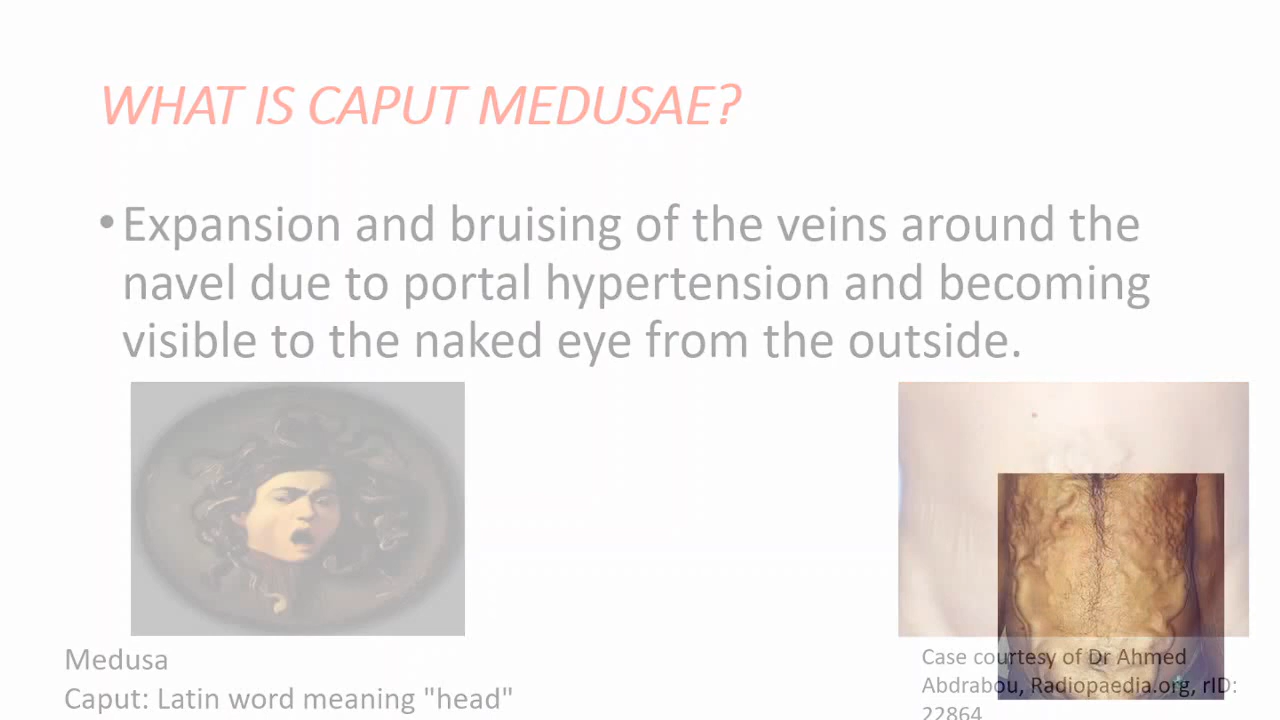 WHAT IS CAPUT MEDUSAE?
•Expansion and bruising of the veins around the
navel due to portal hypertension and becoming
visible to the naked eye from the outside.
Medusa
Caput: Latin word meaning "head"
Case courtesy of Dr Ahmed
Abdrabou, Radiopaedia.org, rID:
22864